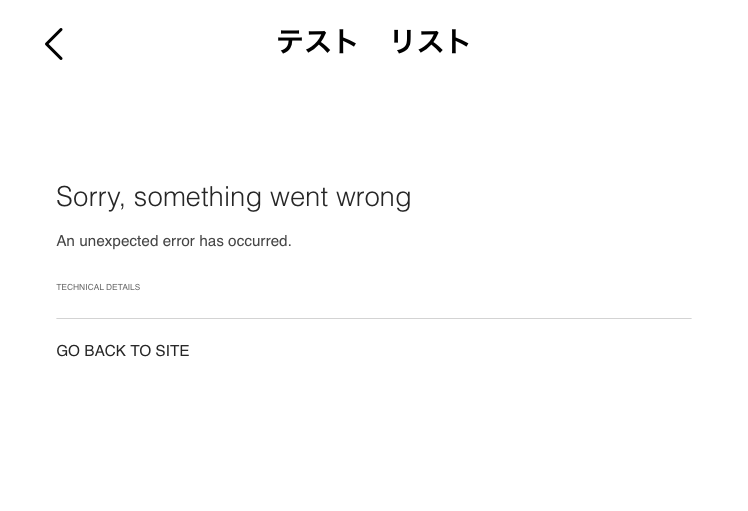 テスト　リスト
Sorry, something went wrong
An unexpected error has occurred.
TECHNICAL DETAILS
GO BACK TO SITE